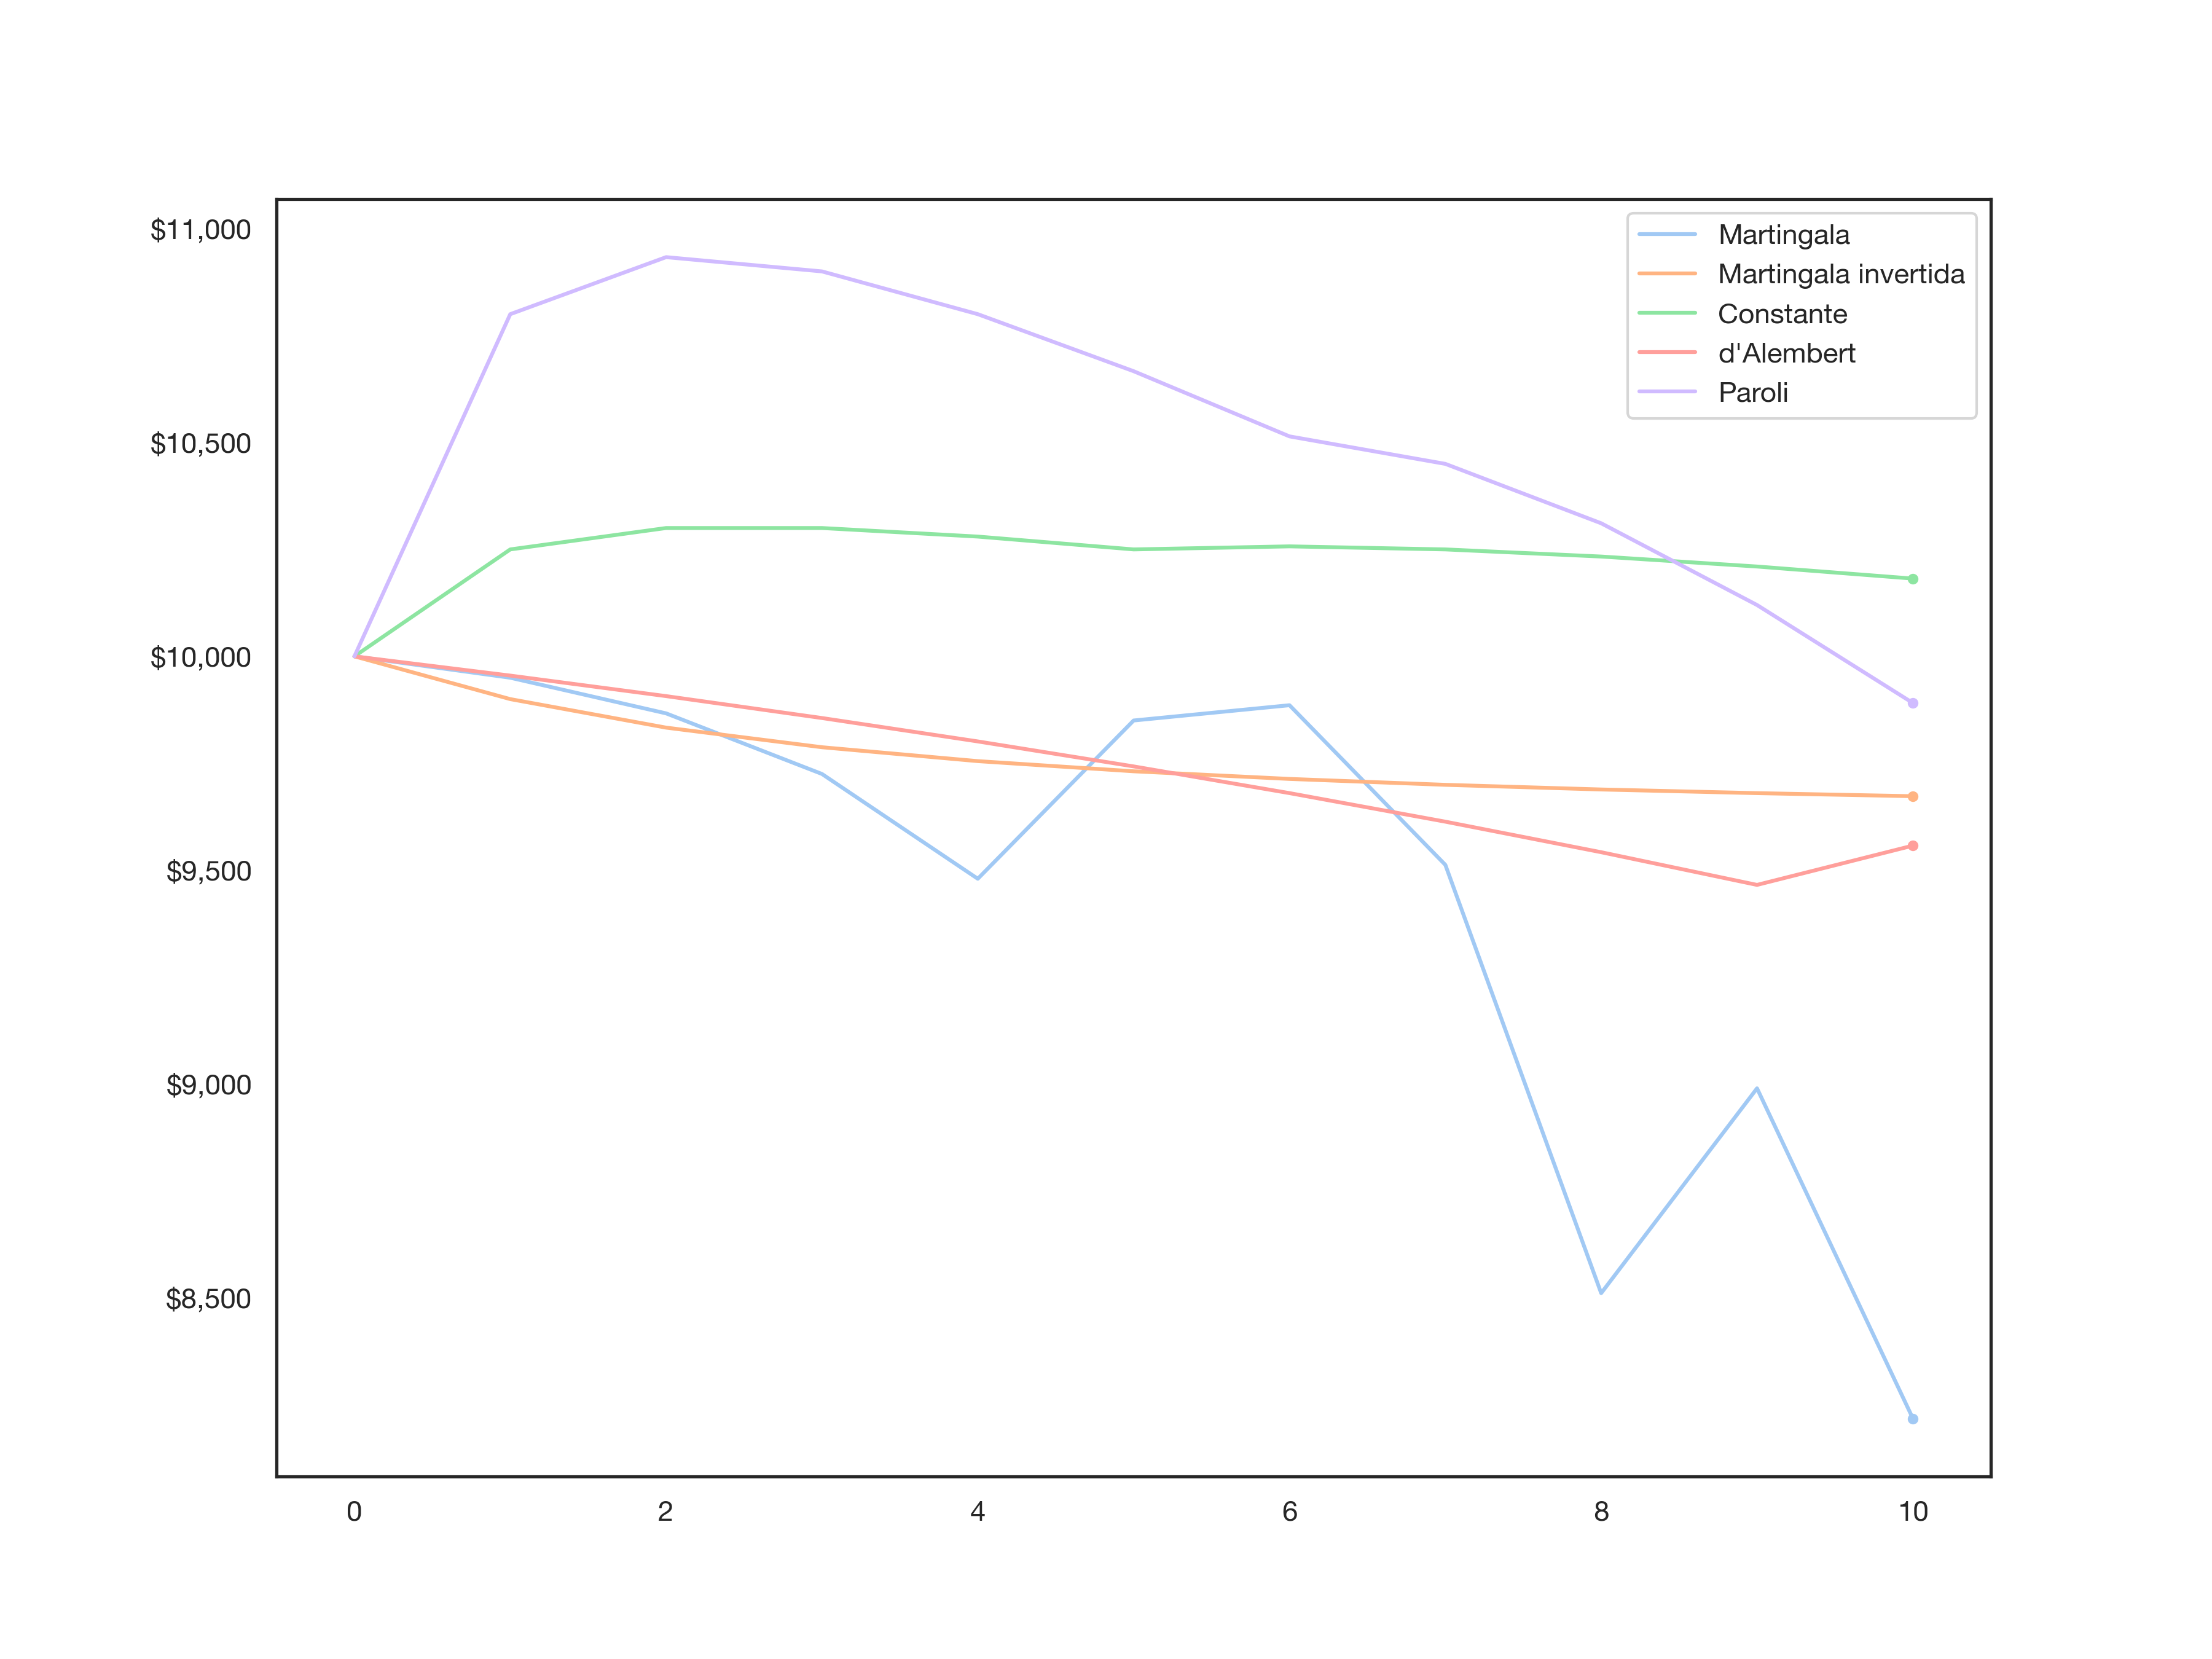 $11,000
$10,500
$10,000
$9,500
$9,000
$8,500
0 2 4 6 8 10
Martingala
Martingala invertida
Constante
d'Alembert
Paroli